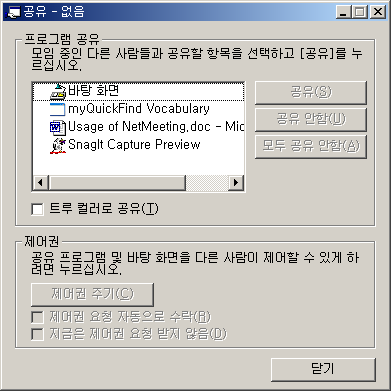 공유 - 없음
프로그램 공유
모임 중인 다른 사람들과 공유할 항목을 선택하고 [공유]를 누
르십시오.
바탕 화면
myQuickFind Vocabulary
Usage of NetMeeting,doc - Mic
SnagIt Capture Preview
공유(S)
공유 안함(U)
모두 공유 안함(A)
트루 컬러로 공유(T)
제어권
공유 프로그램 및 바탕 화면을 다른 사람이 제어할 수 있게 하
려면 누르십시오.
제어권 주기(C)
제어권 요청 자동으로 수락(R)
지금은 제어권 요청 받지 않음(D)
닫기